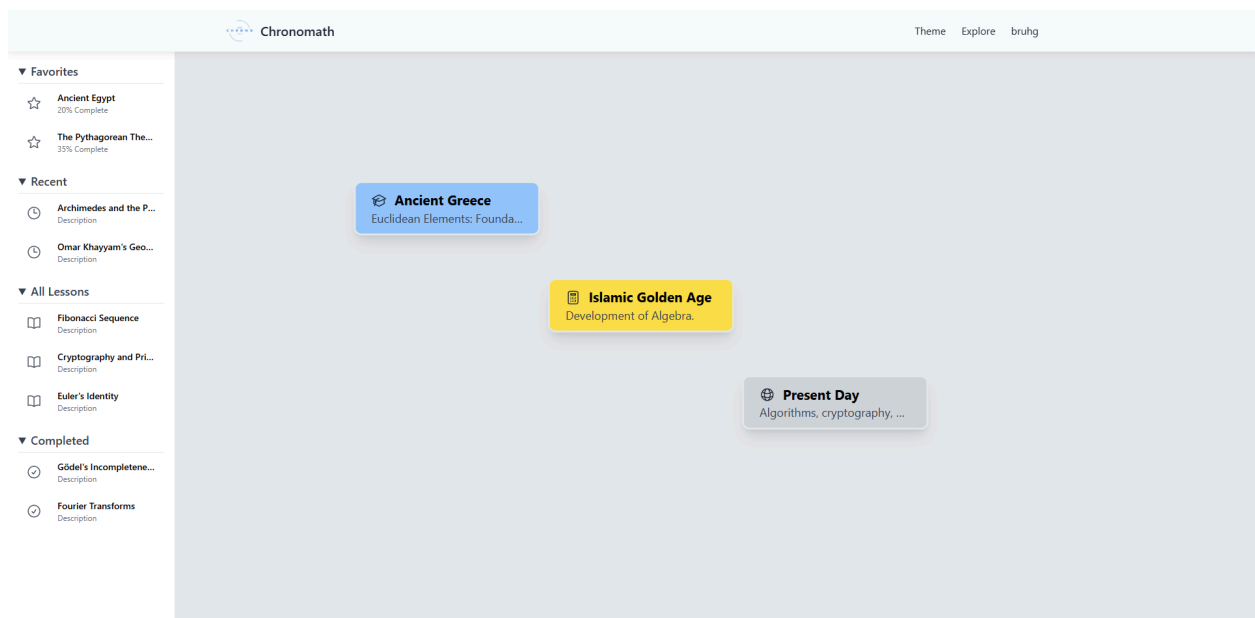 Chronomath
Theme Explore bruhg
▼ Favorites
Ancient Egypt
20% Complete
The Pythagorean The...
35% Complete
▼ Recent
Archimedes and the P...
Description
Omar Khayyam's Geo...
Description
▼ All Lessons
Fibonacci Sequence
Description
Cryptography and Pri...
Description
Euler's Identity
Description
▼ Completed
Gödel's Incompletene...
Description
Fourier Transforms
Description
Ancient Greece
Euclidean Elements: Founda...
Islamic Golden Age
Development of Algebra.
Present Day
Algorithms, cryptography, ...